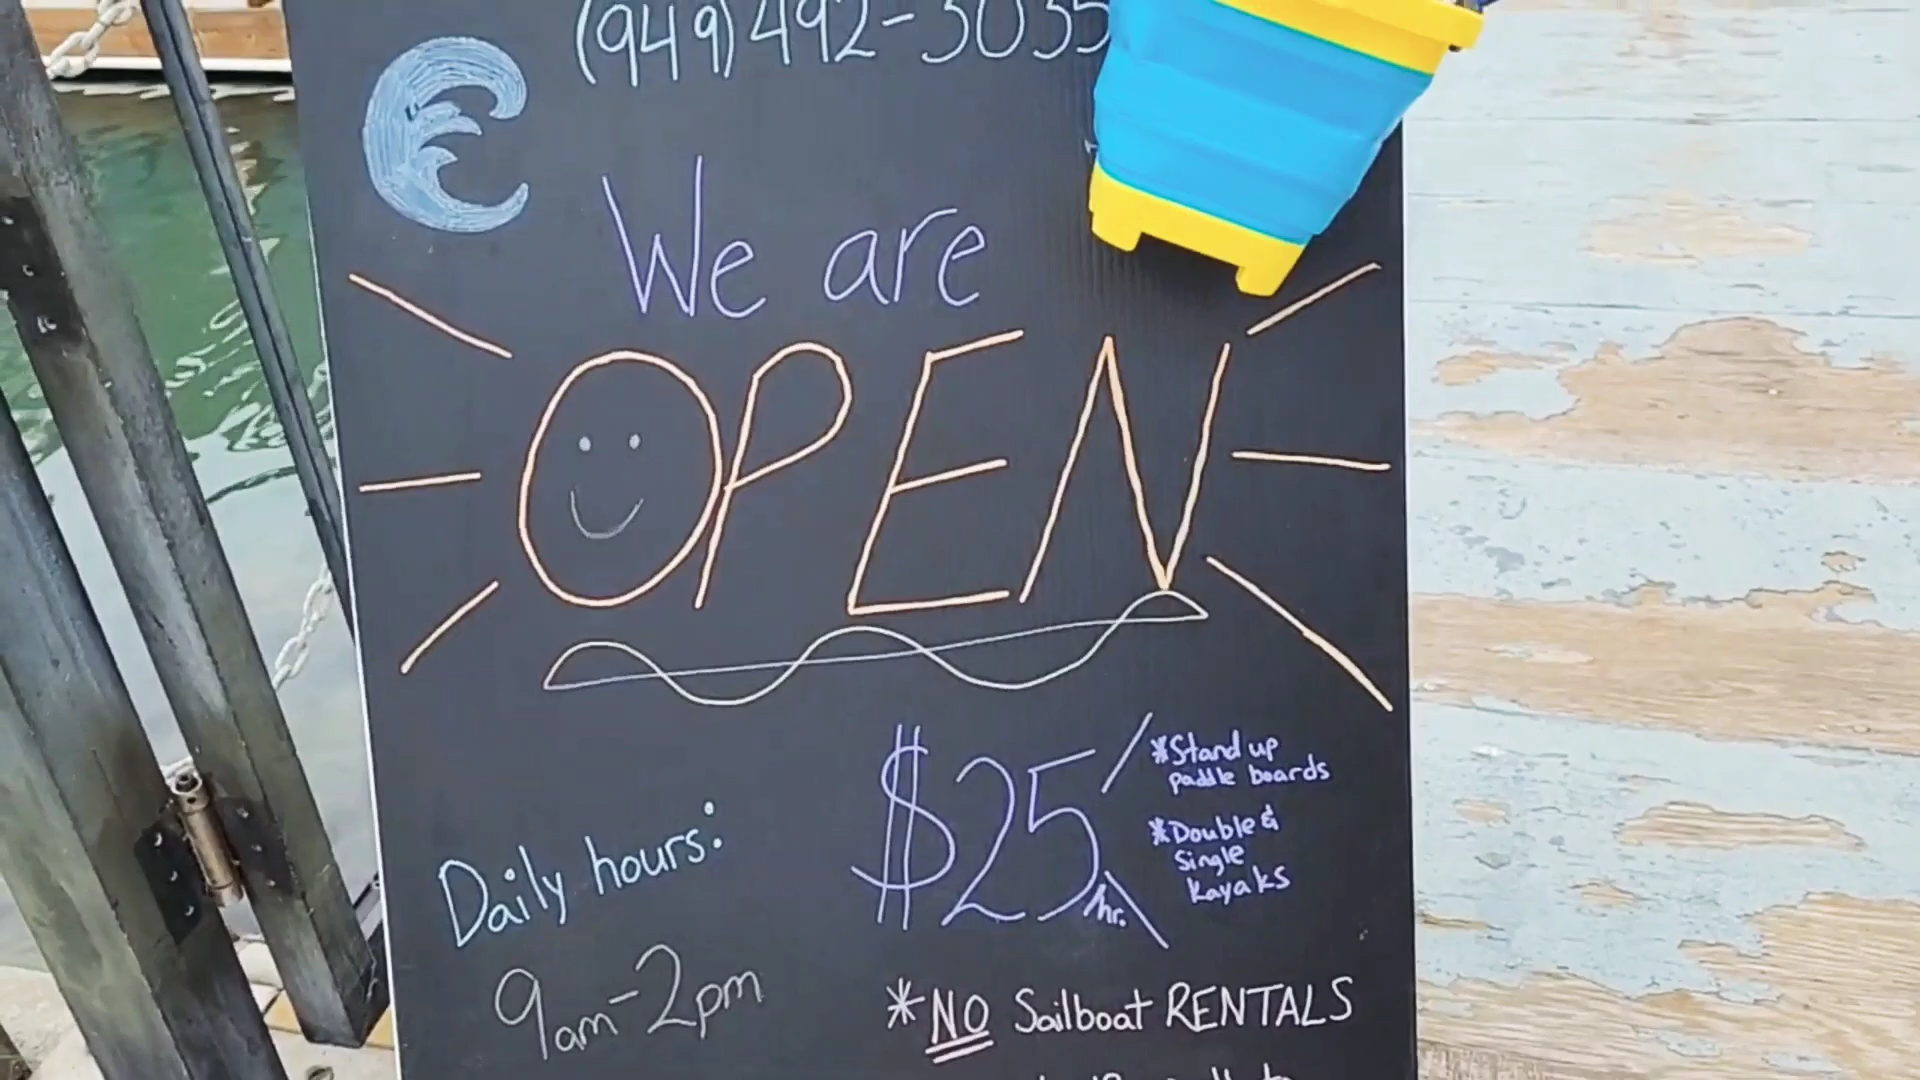 (949) 492-3035
We are
OPEN
$25/hr.
*Stand up
paddle boards
*Double &
Single
Kayaks
Daily hours:
9am-2pm
*NO Sailboat RENTALS